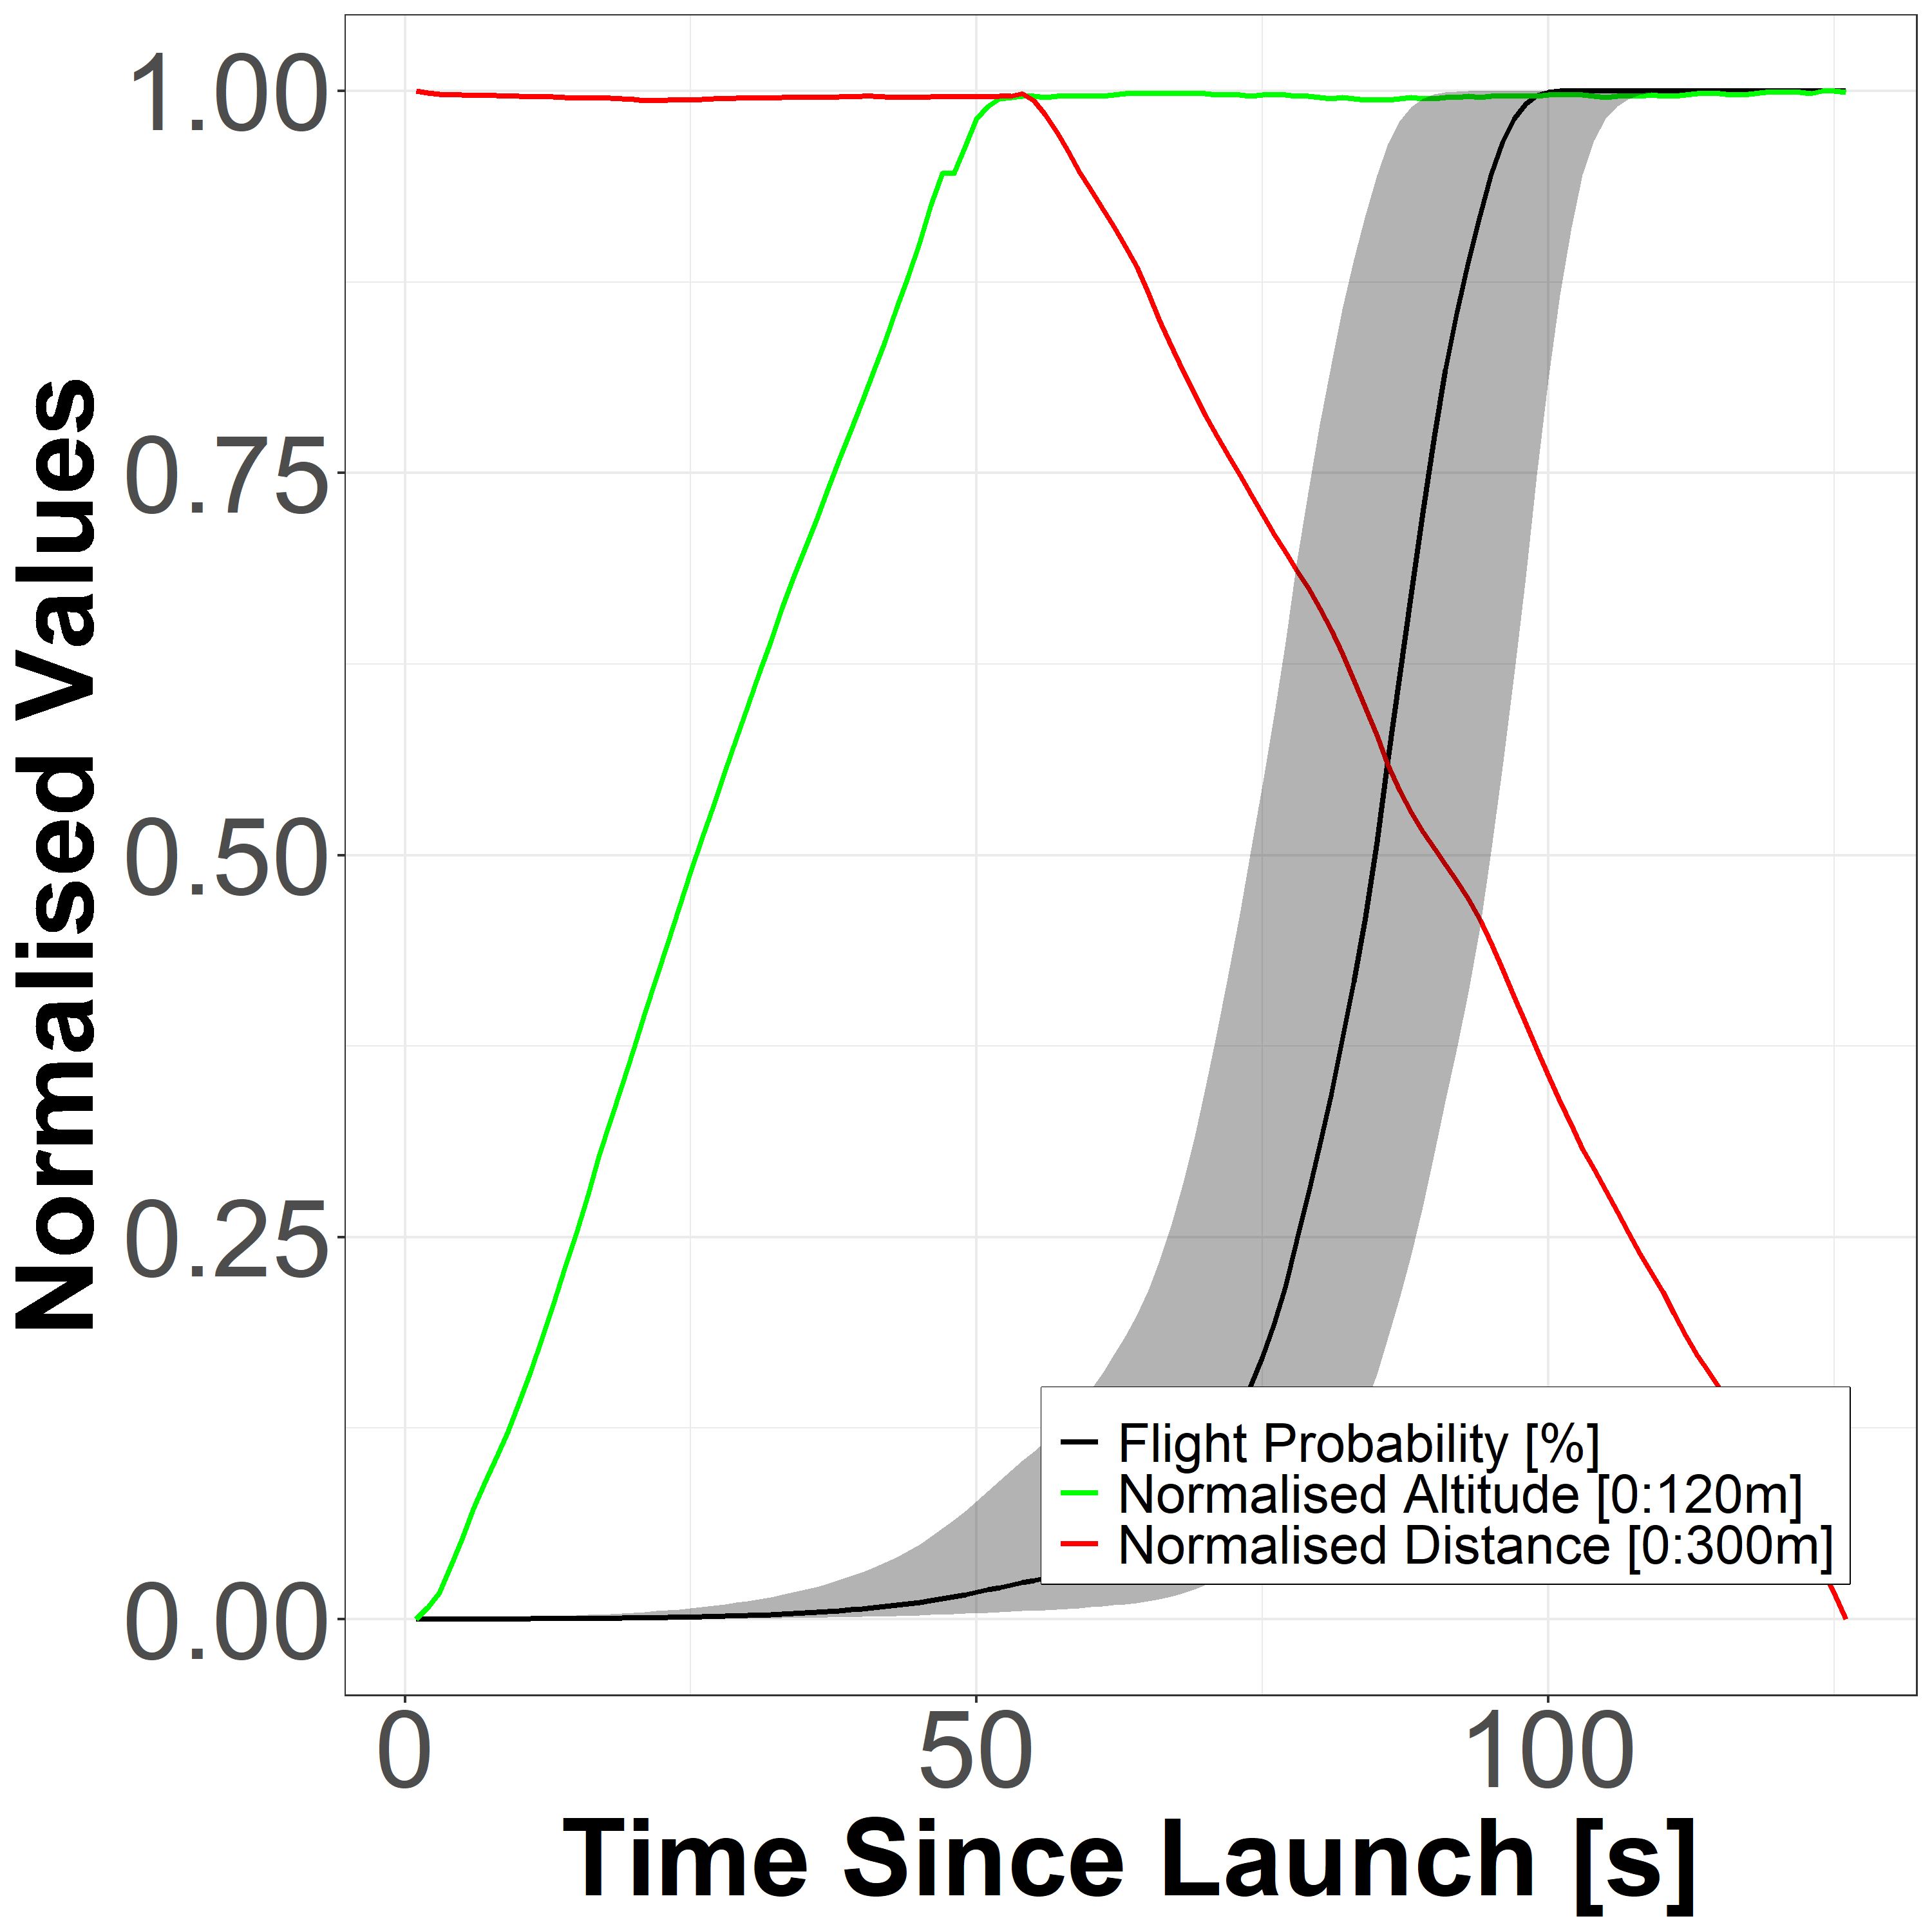 Normalised Values
1.00
0.75
0.50
0.25
0.00
Flight Probability [%]
Normalised Altitude [0:120m]
Normalised Distance [0:300m]
0 50 100
Time Since Launch [s]